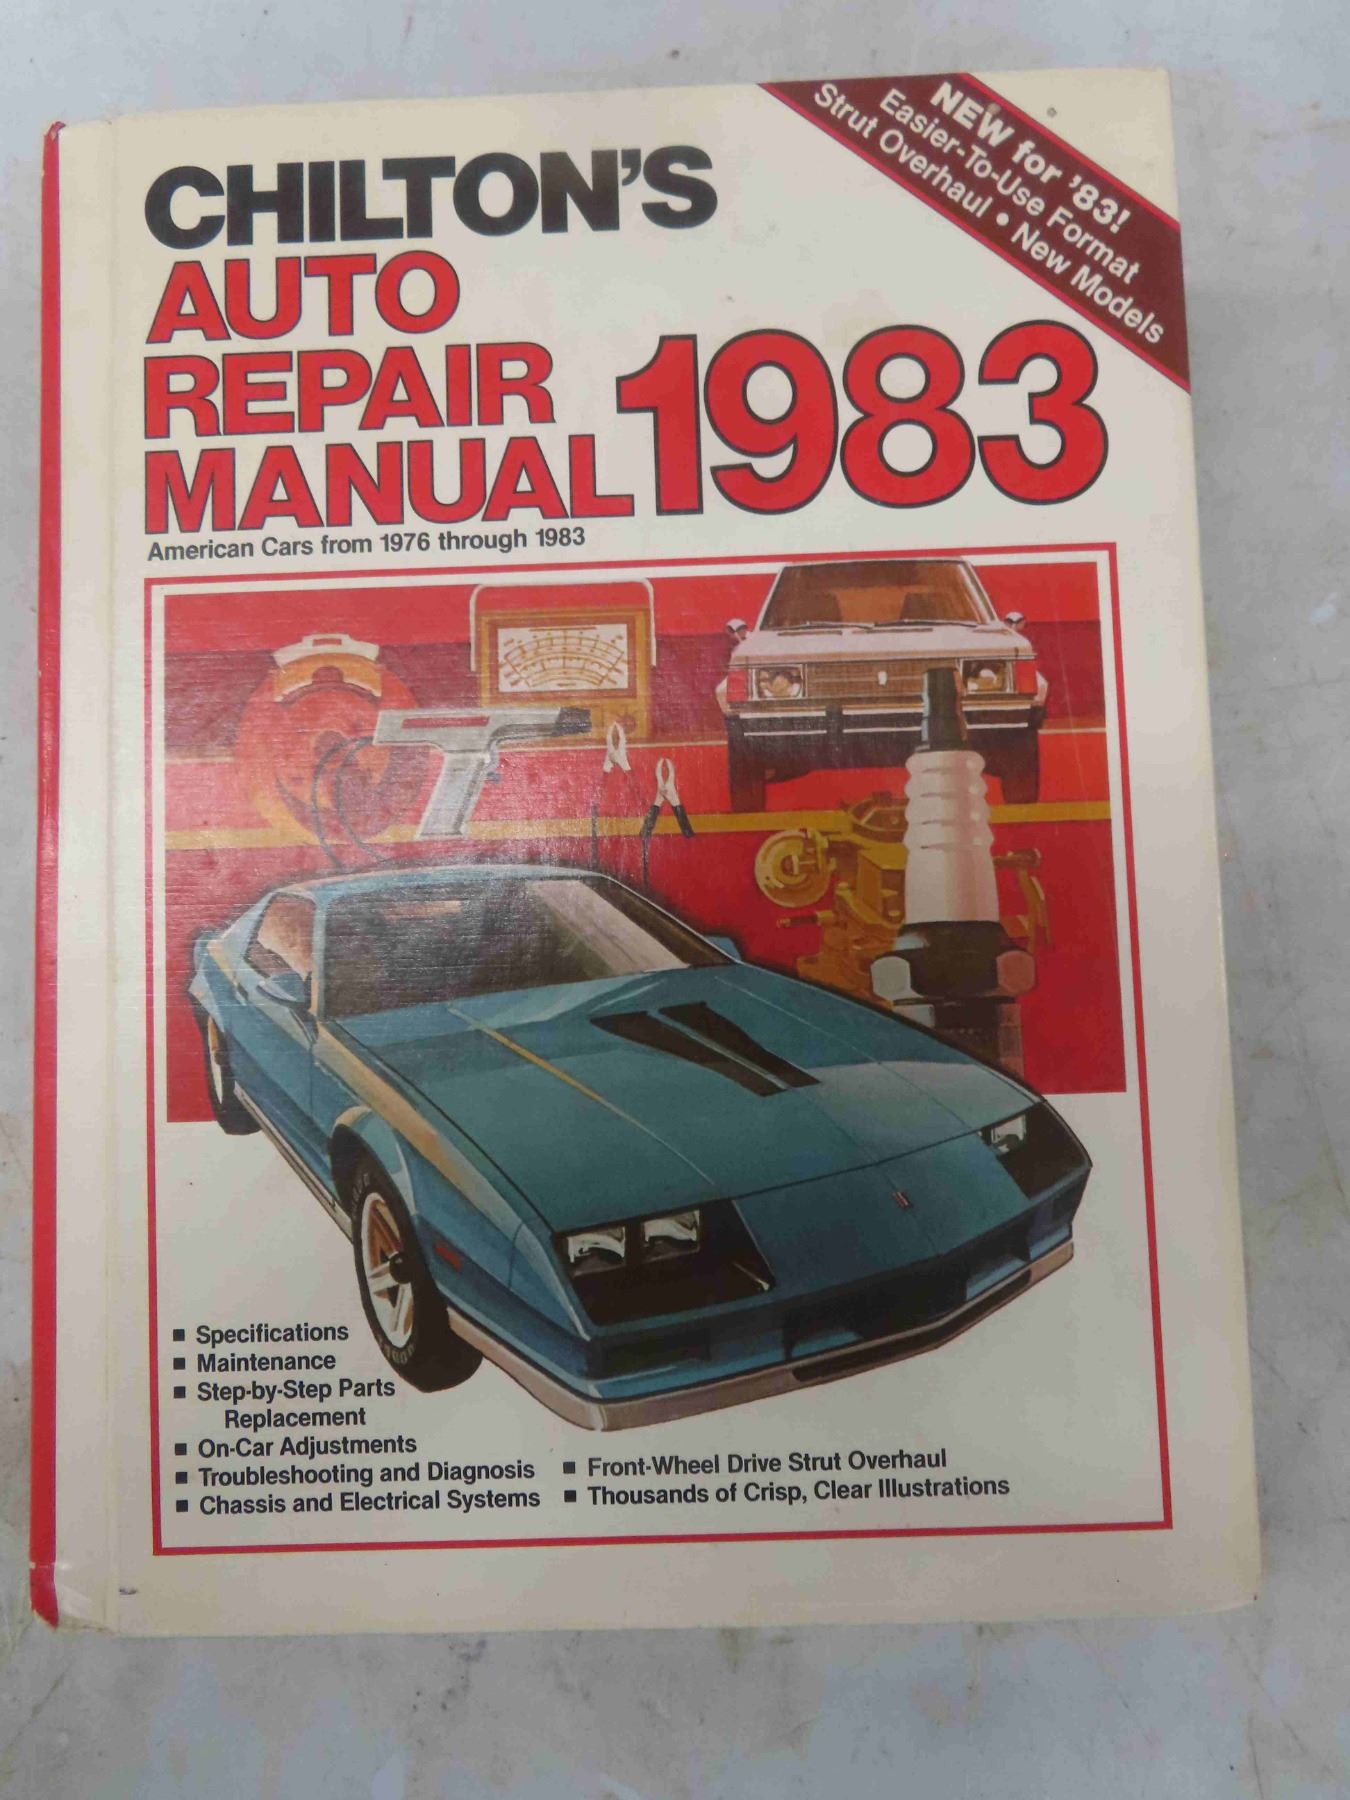 CHILTON'S
AUTO
REPAIR
MANUAL 1983
American Cars from 1976 through 1983
NEW for '83!
Easier-To-Use Format
Strut Overhaul • New Models
■ Specifications
■ Maintenance
■ Step-by-Step Parts
Replacement
■ On-Car Adjustments
■ Troubleshooting and Diagnosis
■ Chassis and Electrical Systems
■ Front-Wheel Drive Strut Overhaul
■ Thousands of Crisp, Clear Illustrations